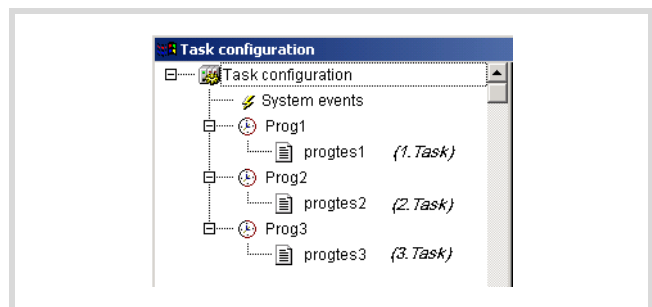 Task configuration
Task configuration
System events
Prog1
progtes1 (1.Task)
Prog2
progtes2 (2.Task)
Prog3
progtes3 (3.Task)